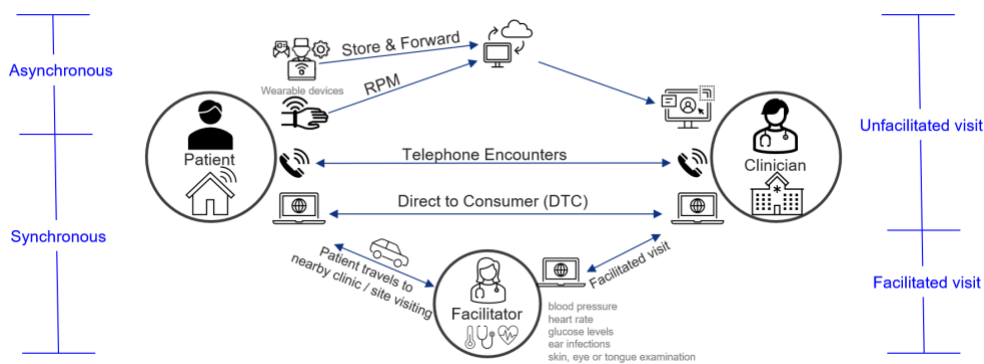 Asynchronous
Synchronous
Store & Forward
Wearable devices
RPM
Patient
Telephone Encounters
Direct to Consumer (DTC)
Patient travels to
nearby clinic / site visiting
Facilitator
Facilitated visit
blood pressure
heart rate
glucose levels
ear infections
skin, eye or tongue examination
Clinician
Unfacilitated visit
Facilitated visit